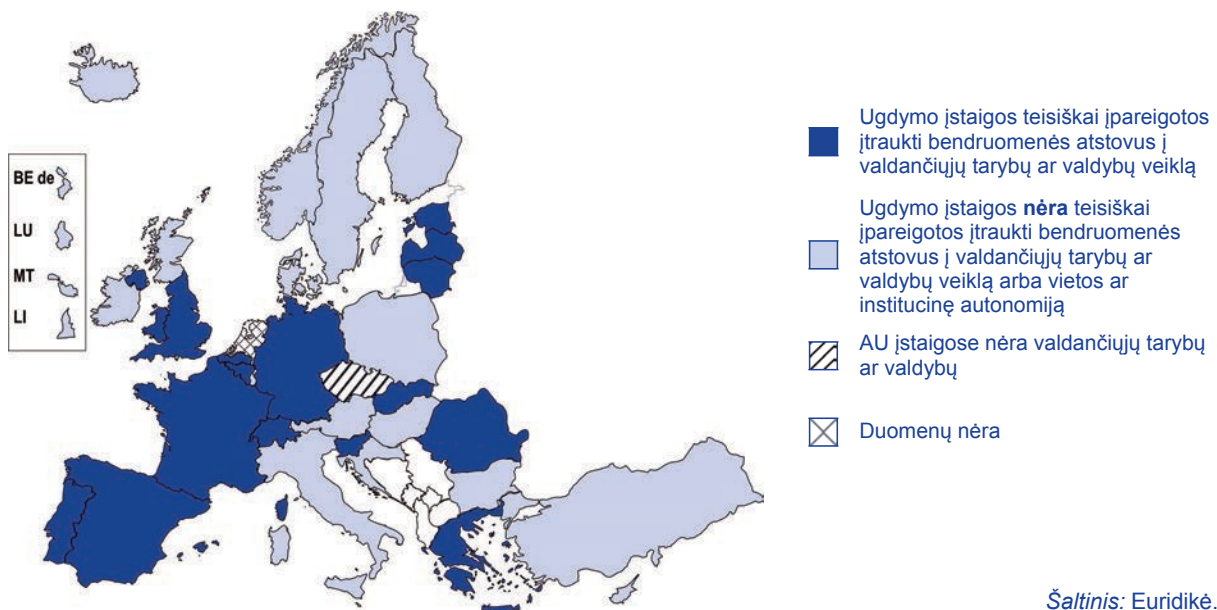 BE de
LU
MT
LI
Ugdymo įstaigos teisiškai įpareigotos
įtraukti bendruomenės atstovus į
valdančiųjų tarybų ar valdybų veiklą
Ugdymo įstaigos nėra teisiškai
įpareigotos įtraukti bendruomenės
atstovus į valdančiųjų tarybų ar
valdybų veiklą arba vietos ar
institucinę autonomiją
AU įstaigose nėra valdančiųjų tarybų
ar valdybų
Duomenų nėra
Šaltinis: Euridikė.